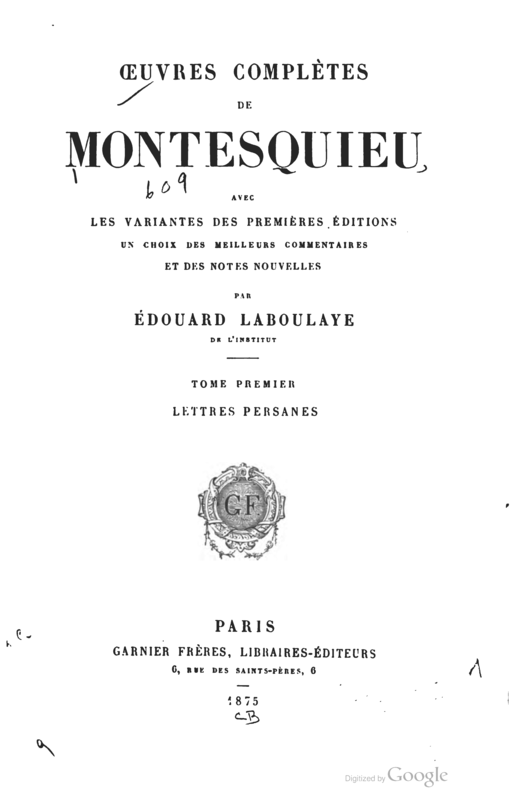 ŒUVRES COMPLÈTES
DE
MONTESQUIEU
609
AVEC
LES VARIANTES DES PREMIÈRES ÉDITIONS
UN CHOIX DES MEILLEURS COMMENTAIRES
ET DES NOTES NOUVELLES
PAR
ÉDOUARD LABOULAYE
DE L'INSTITUT
TOME PREMIER
LETTRES PERSANES
GF
PARIS
GARNIER FRÈRES, LIBRAIRES-ÉDITEURS
6, RUE DES SAINTS-PÈRES, 6
1875
CB
Digitized by Google